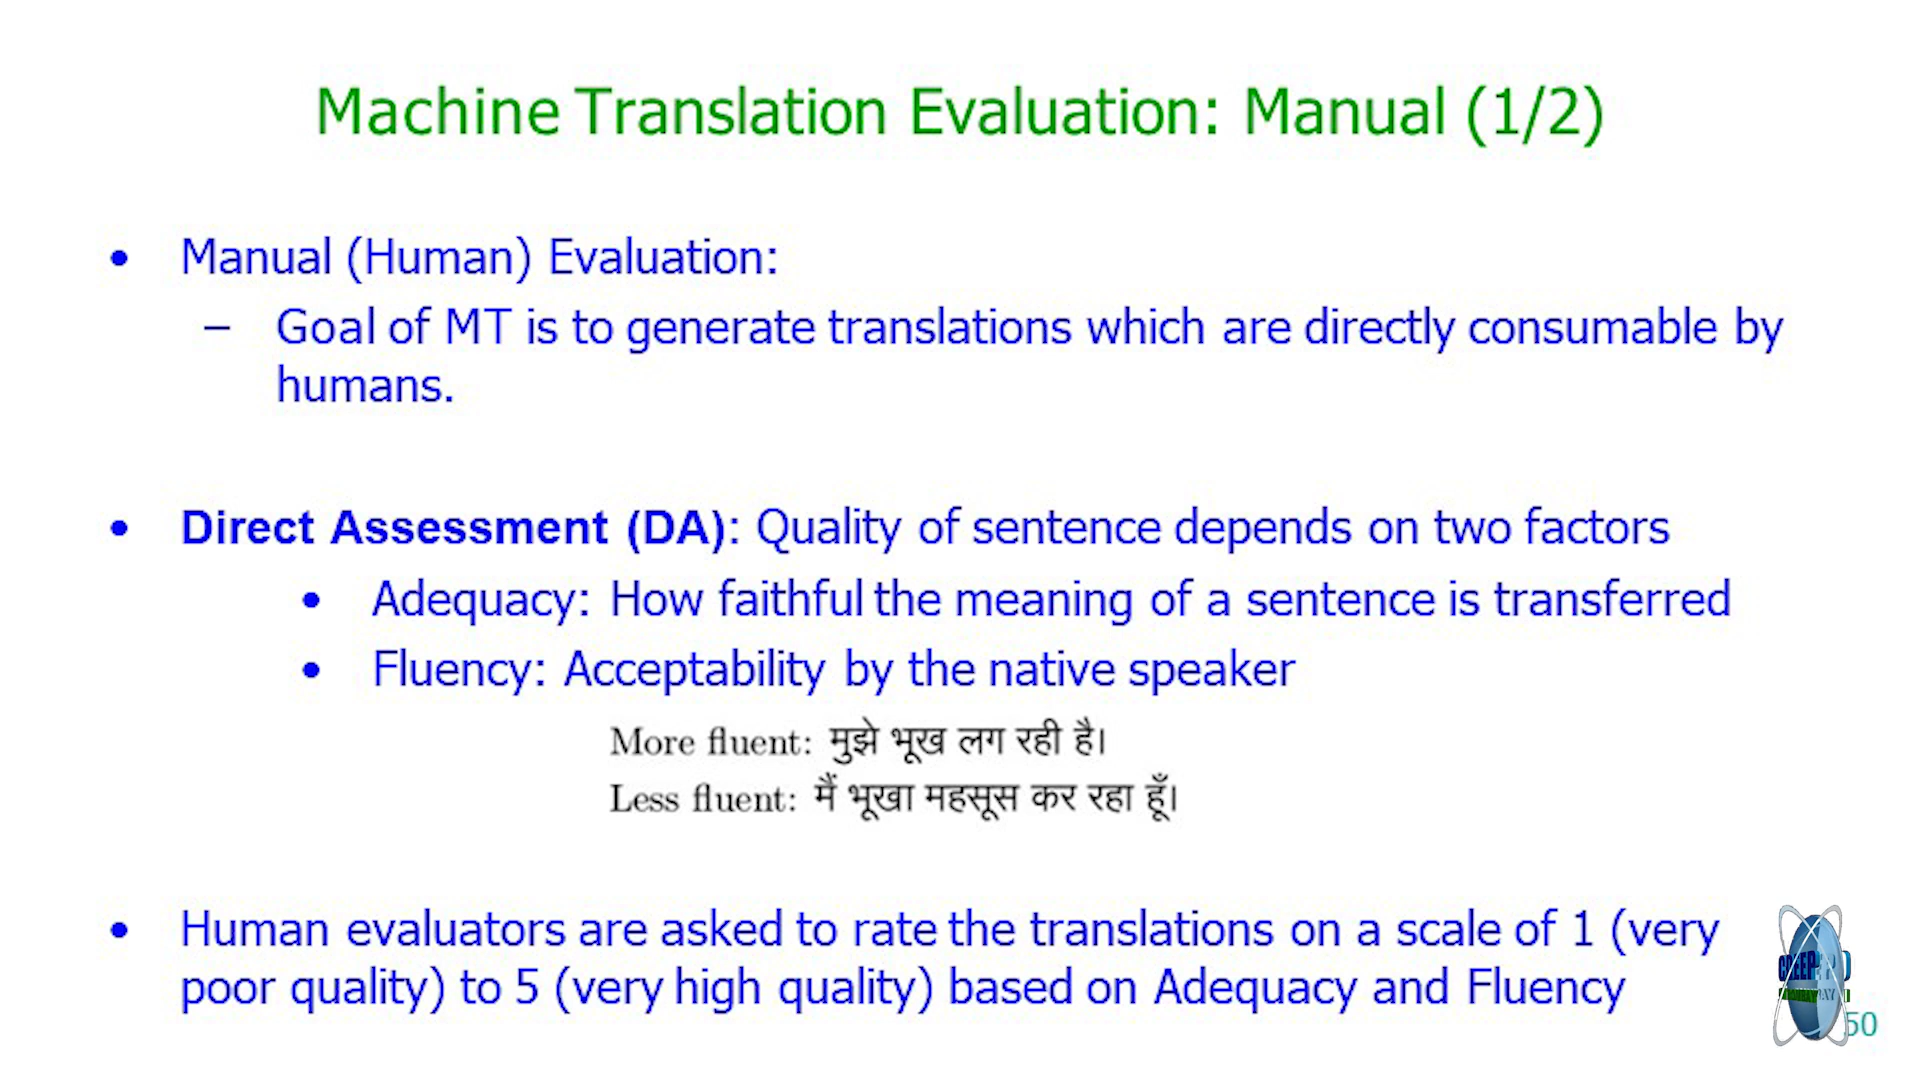 Machine Translation Evaluation: Manual (1/2)
• Manual (Human) Evaluation:
– Goal of MT is to generate translations which are directly consumable by
humans.
• Direct Assessment (DA): Quality of sentence depends on two factors
• Adequacy: How faithful the meaning of a sentence is transferred
• Fluency: Acceptability by the native speaker
More fluent: मुझे भूख लग रही है।
Less fluent: मैं भूखा महसूस कर रहा हूँ।
• Human evaluators are asked to rate the translations on a scale of 1 (very
poor quality) to 5 (very high quality) based on Adequacy and Fluency
50